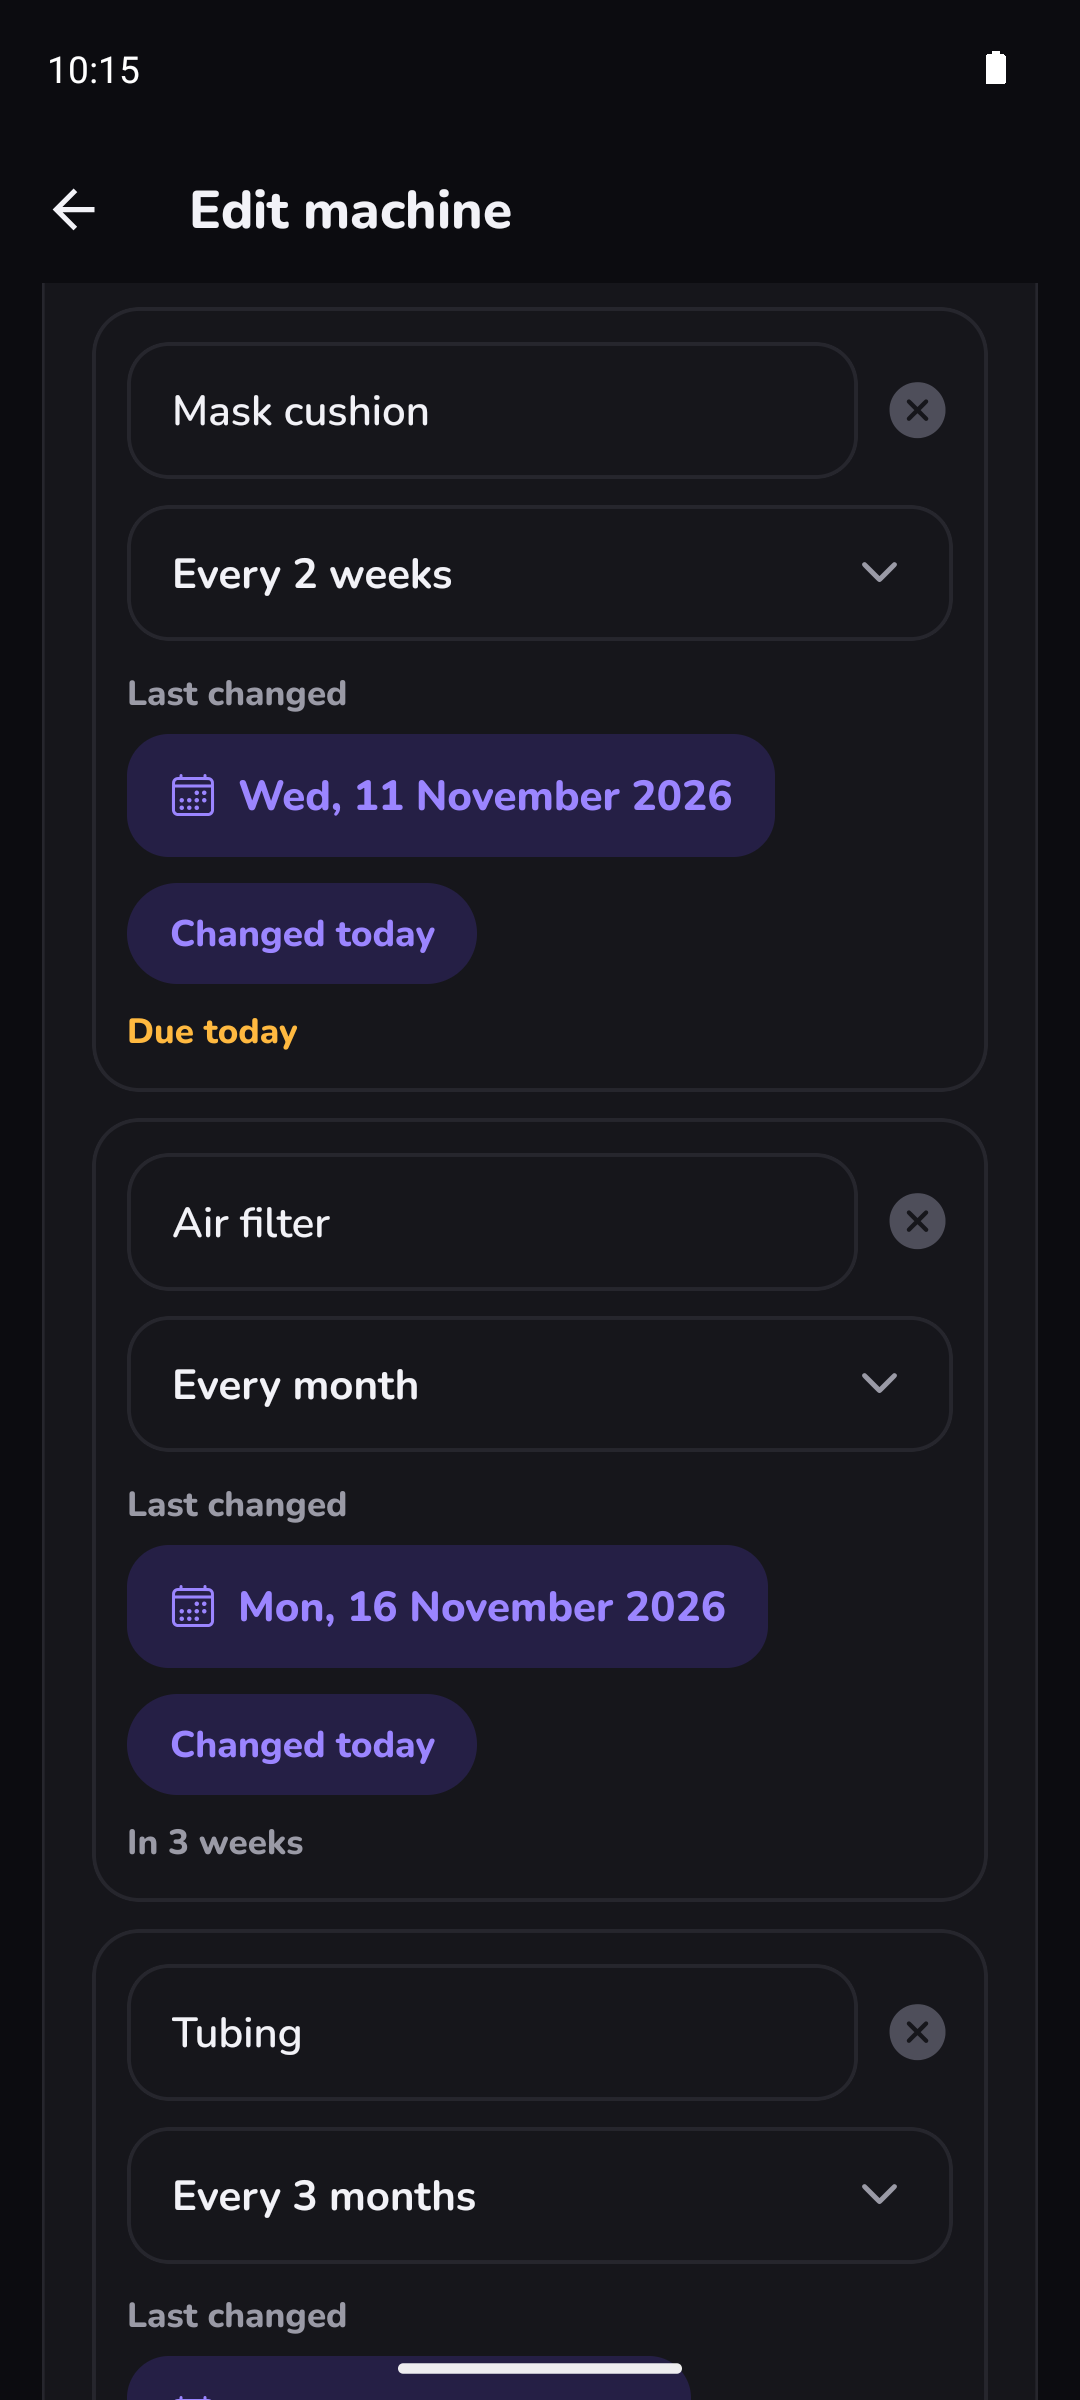 10:15
Edit machine
Mask cushion
Every 2 weeks
Last changed
Wed, 11 November 2026
Changed today
Due today
Air filter
Every month
Last changed
Mon, 16 November 2026
Changed today
In 3 weeks
Tubing
Every 3 months
Last changed